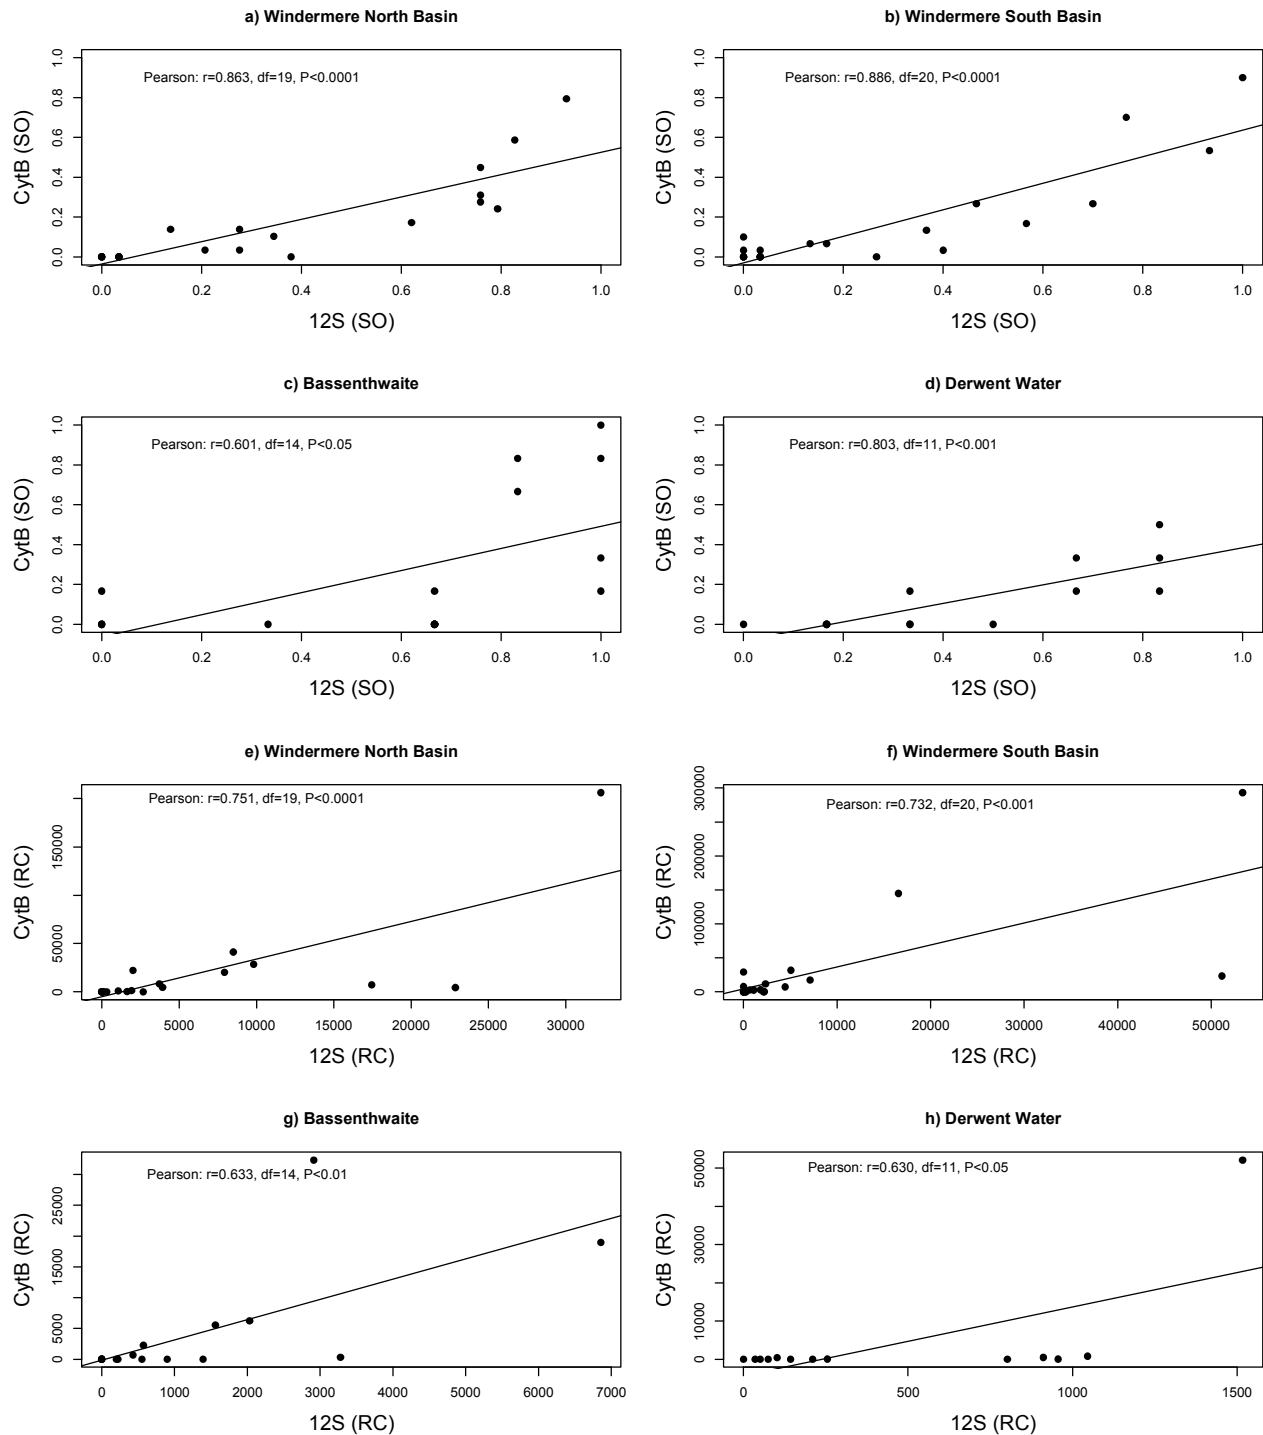 a) Windermere North Basin
Pearson: r=0.863, df=19, P<0.0001
CytB (SO)
0.0 0.2 0.4 0.6 0.8 1.0
0.0 0.2 0.4 0.6 0.8 1.0
12S (SO)
b) Windermere South Basin
Pearson: r=0.886, df=20, P<0.0001
CytB (SO)
0.0 0.2 0.4 0.6 0.8 1.0
0.0 0.2 0.4 0.6 0.8 1.0
12S (SO)
c) Bassenthwaite
Pearson: r=0.601, df=14, P<0.05
CytB (SO)
0.0 0.2 0.4 0.6 0.8 1.0
0.0 0.2 0.4 0.6 0.8 1.0
12S (SO)
d) Derwent Water
Pearson: r=0.803, df=11, P<0.001
CytB (SO)
0.0 0.2 0.4 0.6 0.8 1.0
0.0 0.2 0.4 0.6 0.8 1.0
12S (SO)
e) Windermere North Basin
Pearson: r=0.751, df=19, P<0.0001
CytB (RC)
0 50000 150000
0 5000 10000 15000 20000 25000 30000
12S (RC)
f) Windermere South Basin
Pearson: r=0.732, df=20, P<0.001
CytB (RC)
0 100000 200000 300000
0 10000 20000 30000 40000 50000
12S (RC)
g) Bassenthwaite
Pearson: r=0.633, df=14, P<0.01
CytB (RC)
0 5000 15000 25000
0 1000 2000 3000 4000 5000 6000 7000
12S (RC)
h) Derwent Water
Pearson: r=0.630, df=11, P<0.05
CytB (RC)
0 10000 30000 50000
0 500 1000 1500
12S (RC)